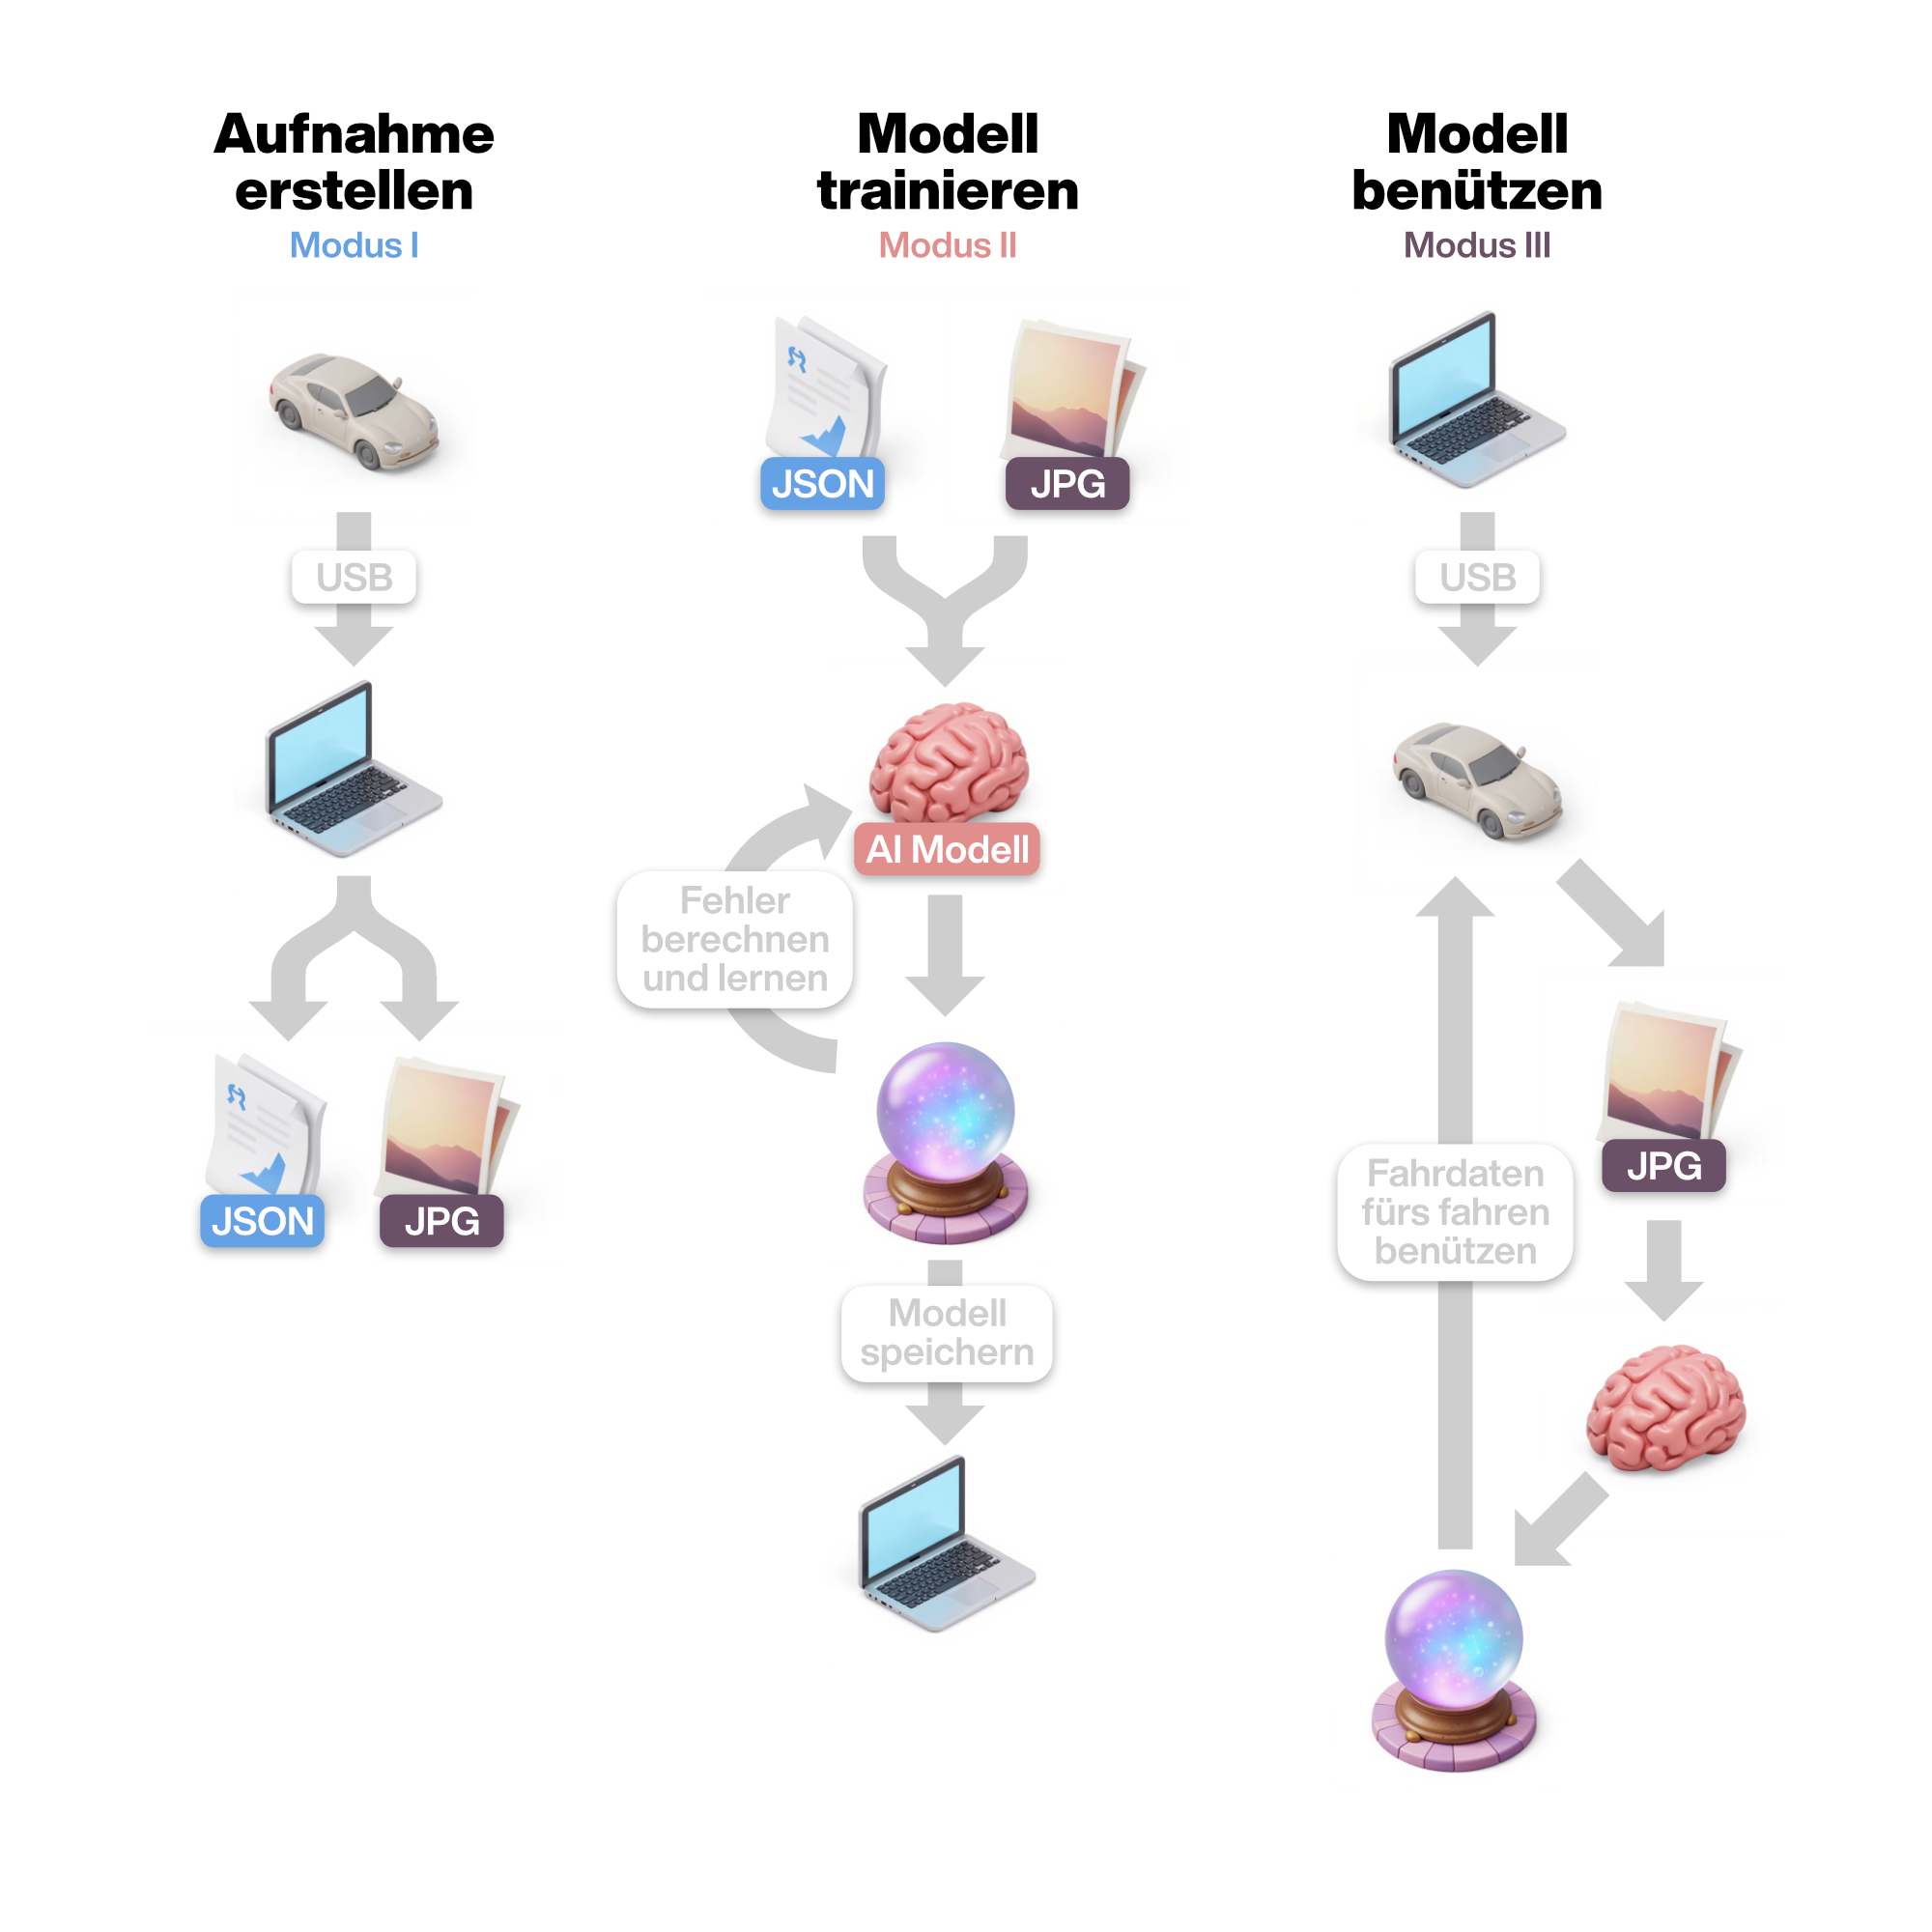 Aufnahme
erstellen
Modus I
USB
JSON
JPG
Modell
trainieren
Modus II
JSON
JPG
AI Modell
Fehler
berechnen
und lernen
Modell
speichern
Modell
benützen
Modus III
USB
JPG
Fahrdaten
fürs fahren
benützen